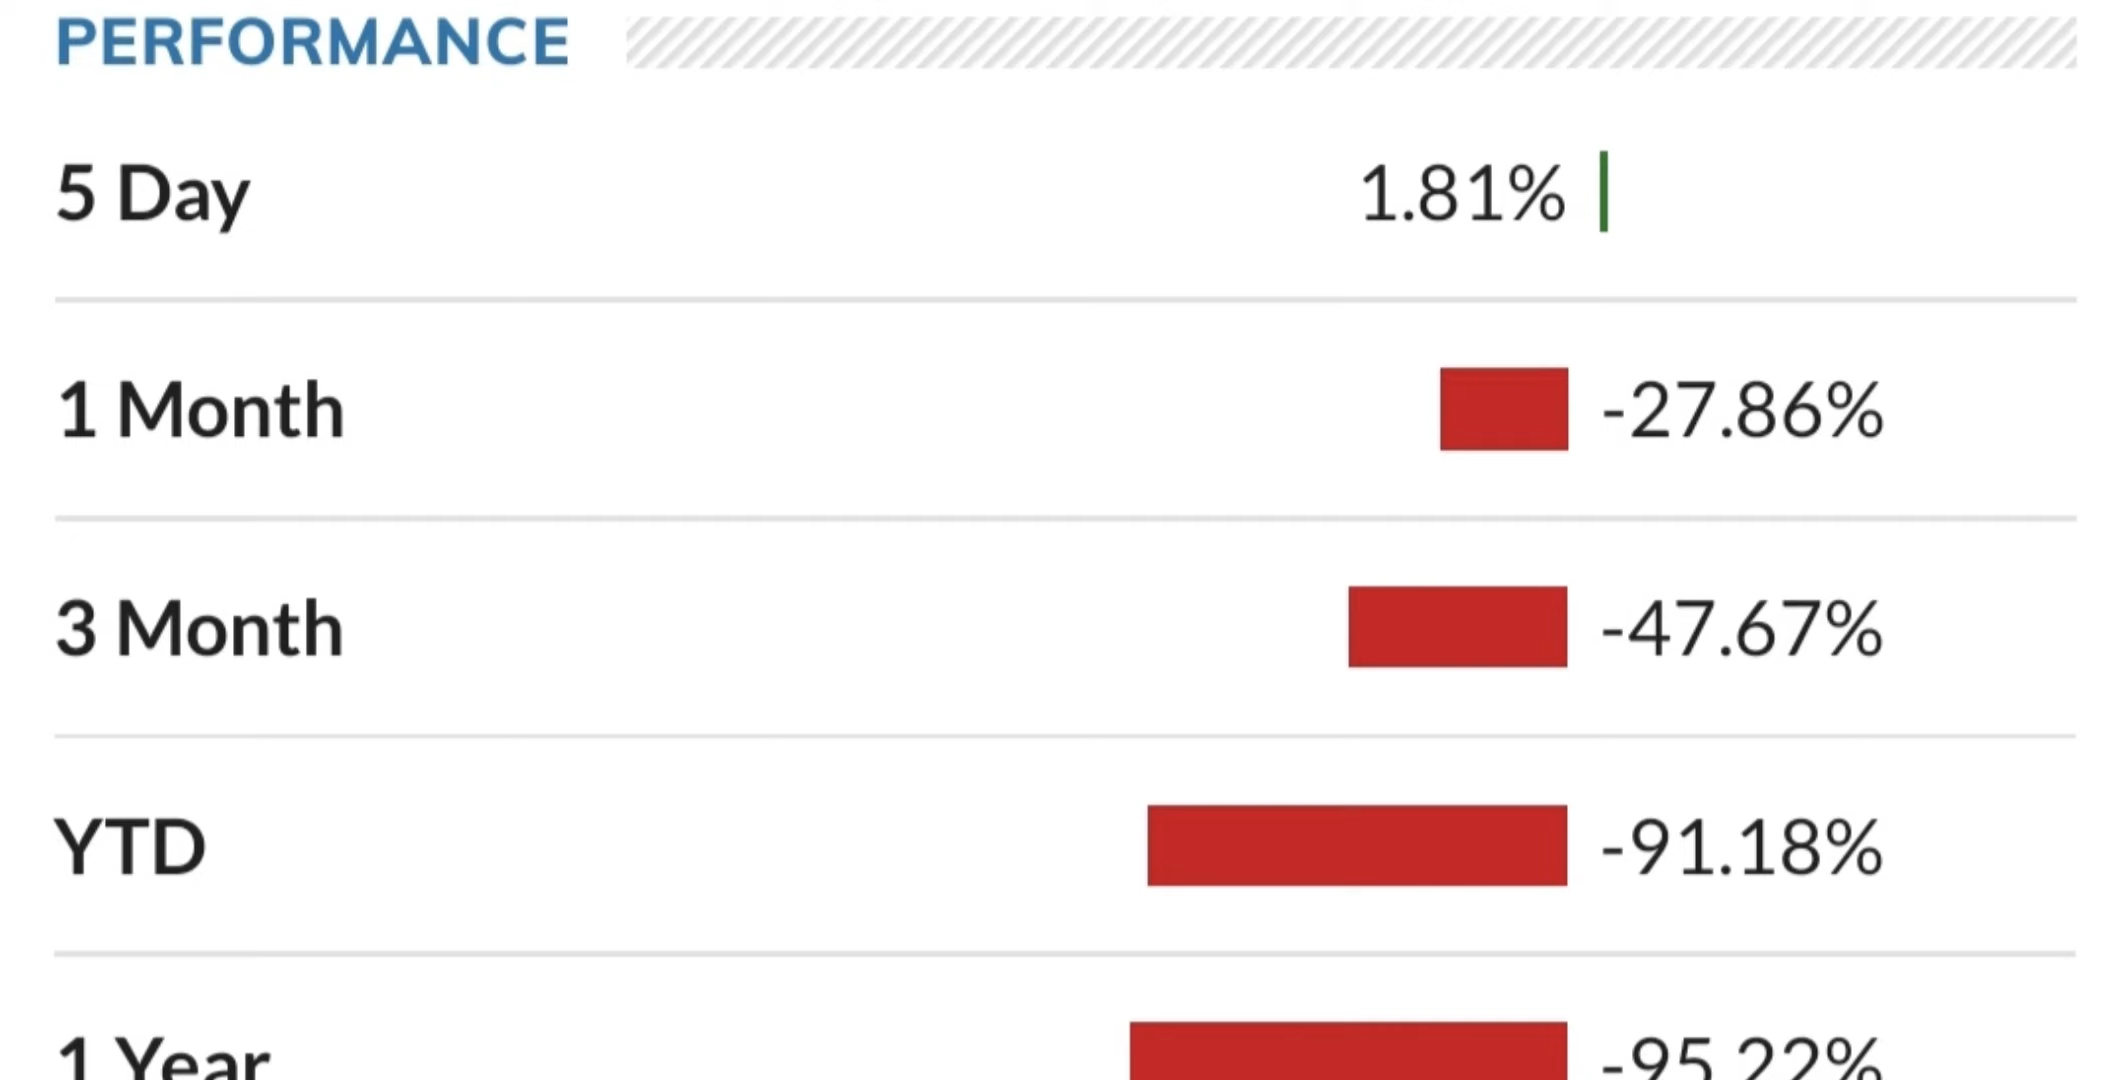 PERFORMANCE
5 Day 1.81%
1 Month -27.86%
3 Month -47.67%
YTD -91.18%
1 Year -95.22%